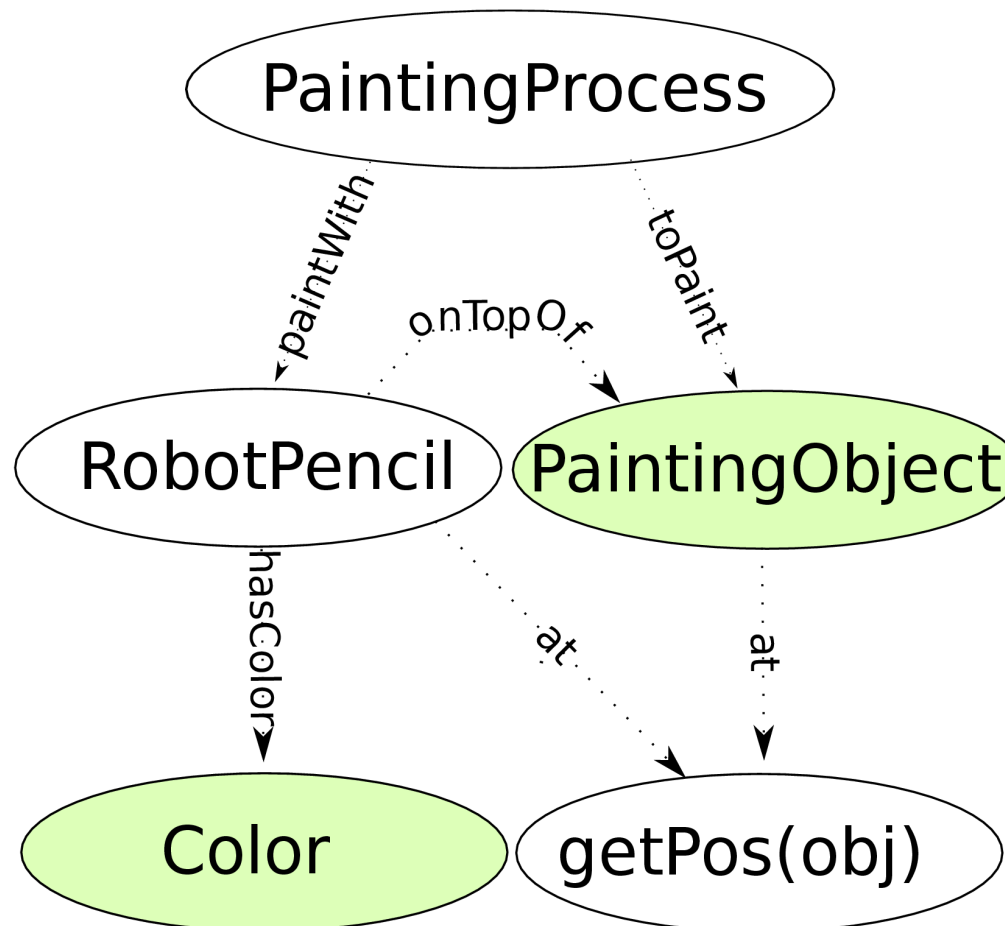 PaintingProcess
paintWith
toPaint
onTopOf
RobotPencil
PaintingObject
hasColor
at
at
Color
getPos(obj)